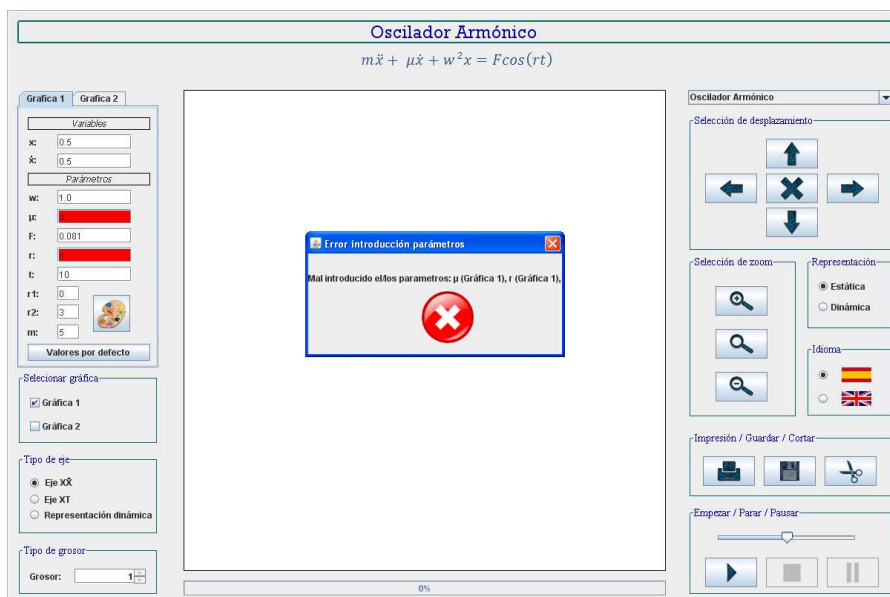 Oscilador Armónico
mẍ + μẋ + w²x = Fcos(rt)
Grafica 1
Grafica 2
Variables
x: 0.5
ẋ: 0.5
Parámetros
w: 1.0
μ:
F: 0.081
r:
t: 10
r1: 0
r2: 3
m: 5
Valores por defecto
Selecionar gráfica
Gráfica 1
Gráfica 2
Tipo de eje
Eje XẊ
Eje XT
Representación dinámica
Tipo de grosor
Grosor: 1
Error introducción parámetros
Mal introducido el/los parametros: μ (Gráfica 1), r (Gráfica 1),
0%
Oscilador Armónico
Selección de desplazamiento
Selección de zoom
Representación
Estática
Dinámica
Idioma
Impresión / Guardar / Cortar
Empezar / Parar / Pausar